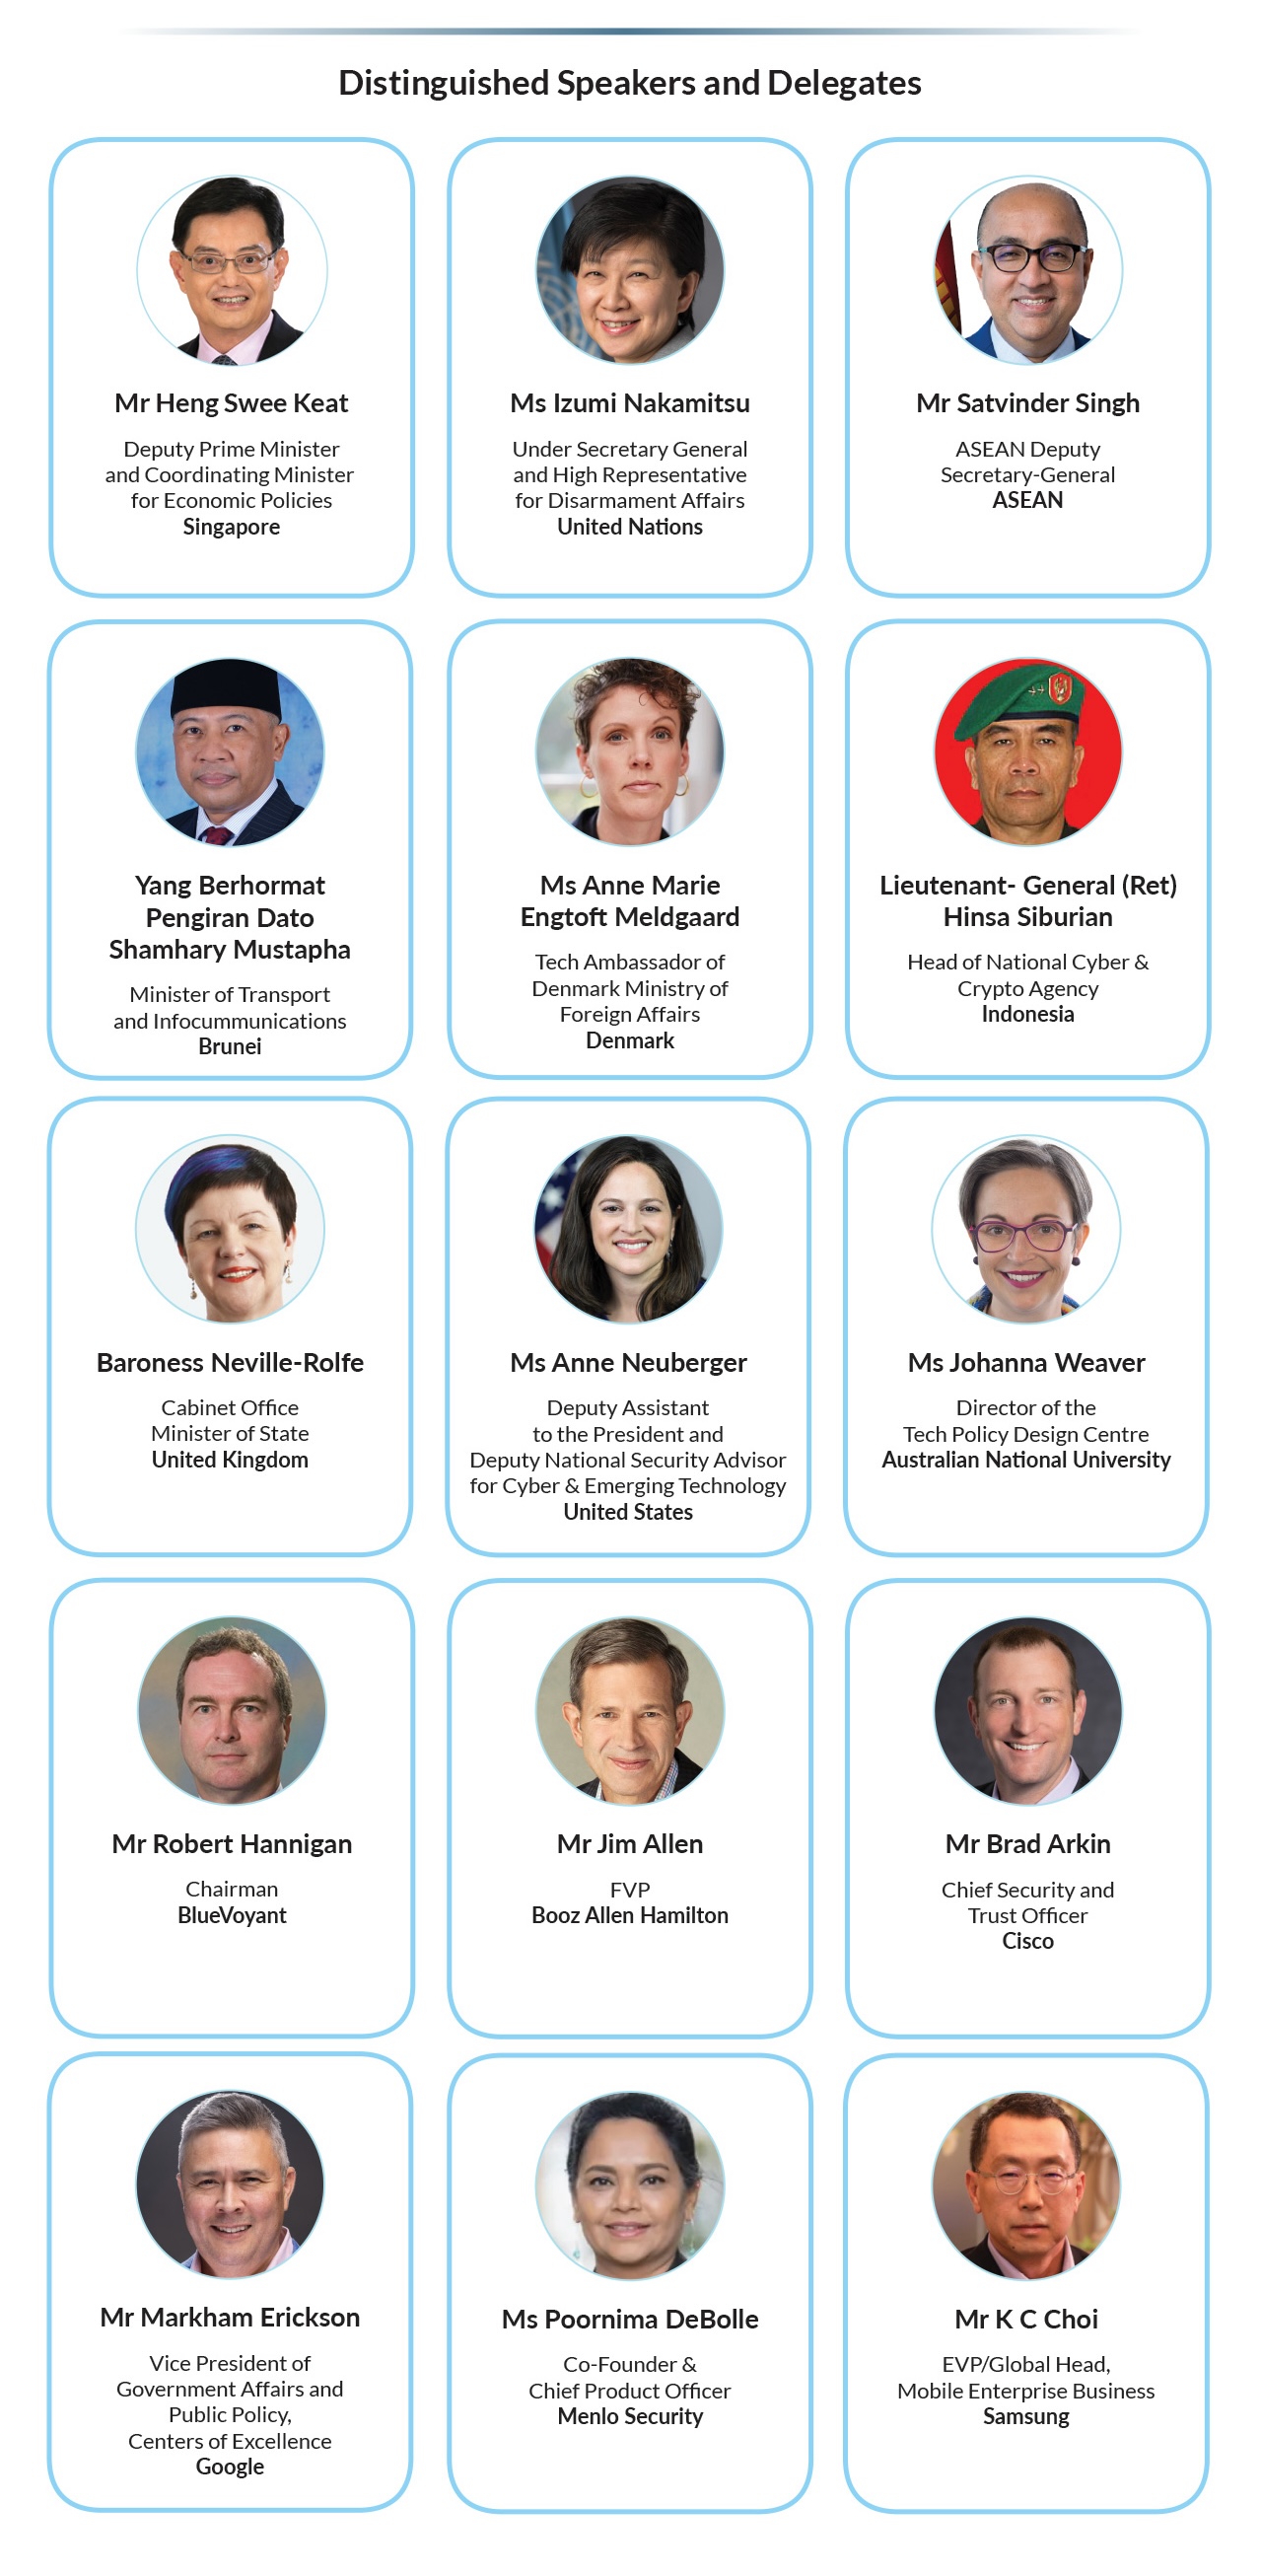 Distinguished Speakers and Delegates
Mr Heng Swee Keat
Deputy Prime Minister
and Coordinating Minister
for Economic Policies
Singapore
Ms Izumi Nakamitsu
Under Secretary General
and High Representative
for Disarmament Affairs
United Nations
Mr Satvinder Singh
ASEAN Deputy
Secretary-General
ASEAN
Yang Berhormat
Pengiran Dato
Shamhary Mustapha
Minister of Transport
and Infocummunications
Brunei
Ms Anne Marie
Engtoft Meldgaard
Tech Ambassador of
Denmark Ministry of
Foreign Affairs
Denmark
Lieutenant- General (Ret)
Hinsa Siburian
Head of National Cyber &
Crypto Agency
Indonesia
Baroness Neville-Rolfe
Cabinet Office
Minister of State
United Kingdom
Ms Anne Neuberger
Deputy Assistant
to the President and
Deputy National Security Advisor
for Cyber & Emerging Technology
United States
Ms Johanna Weaver
Director of the
Tech Policy Design Centre
Australian National University
Mr Robert Hannigan
Chairman
BlueVoyant
Mr Jim Allen
FVP
Booz Allen Hamilton
Mr Brad Arkin
Chief Security and
Trust Officer
Cisco
Mr Markham Erickson
Vice President of
Government Affairs and
Public Policy,
Centers of Excellence
Google
Ms Poornima DeBolle
Co-Founder &
Chief Product Officer
Menlo Security
Mr K C Choi
EVP/Global Head,
Mobile Enterprise Business
Samsung